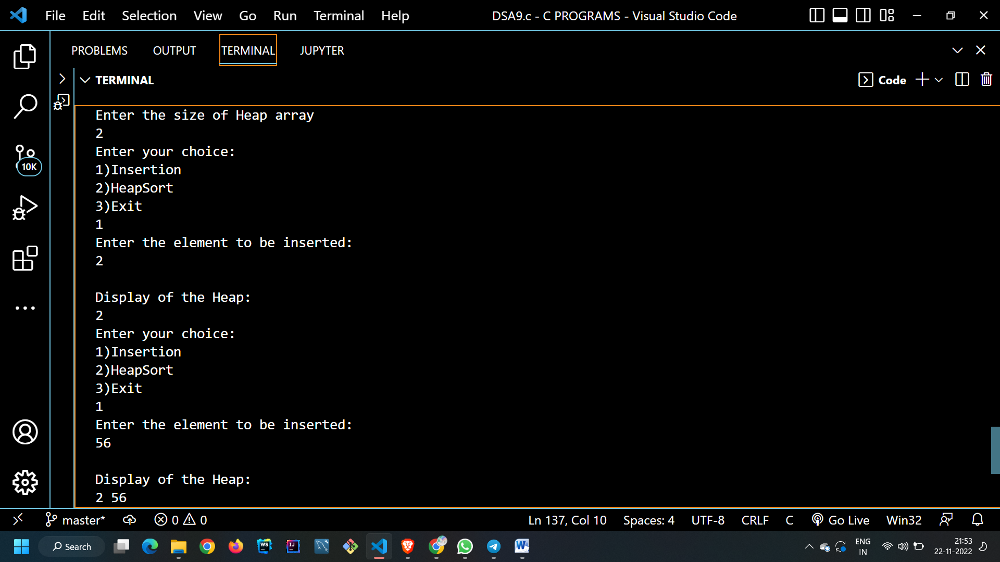 File Edit Selection View Go Run Terminal Help DSA9.c - C PROGRAMS - Visual Studio Code
PROBLEMS OUTPUT TERMINAL JUPYTER
TERMINAL Code
10K
Enter the size of Heap array
2
Enter your choice:
1)Insertion
2)HeapSort
3)Exit
1
Enter the element to be inserted:
2
Display of the Heap:
2
Enter your choice:
1)Insertion
2)HeapSort
3)Exit
1
Enter the element to be inserted:
56
Display of the Heap:
2 56
master* 0 0 Ln 137, Col 10 Spaces: 4 UTF-8 CRLF C Go Live Win32
Search WS IJ W ENG IN 21:53
22-11-2022